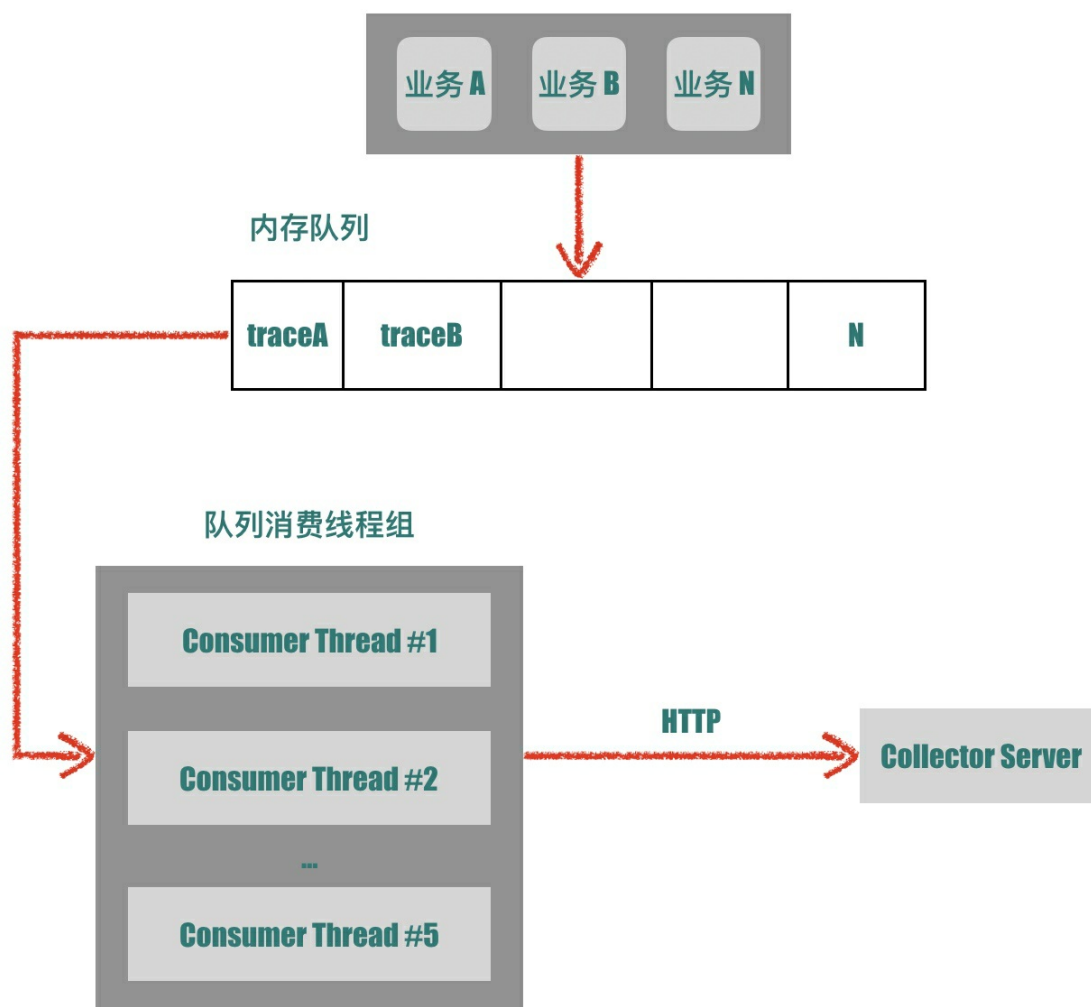 业务 A
业务 B
业务 N
内存队列
traceA
traceB
N
队列消费线程组
Consumer Thread #1
HTTP
Consumer Thread #2
Collector Server
...
Consumer Thread #5